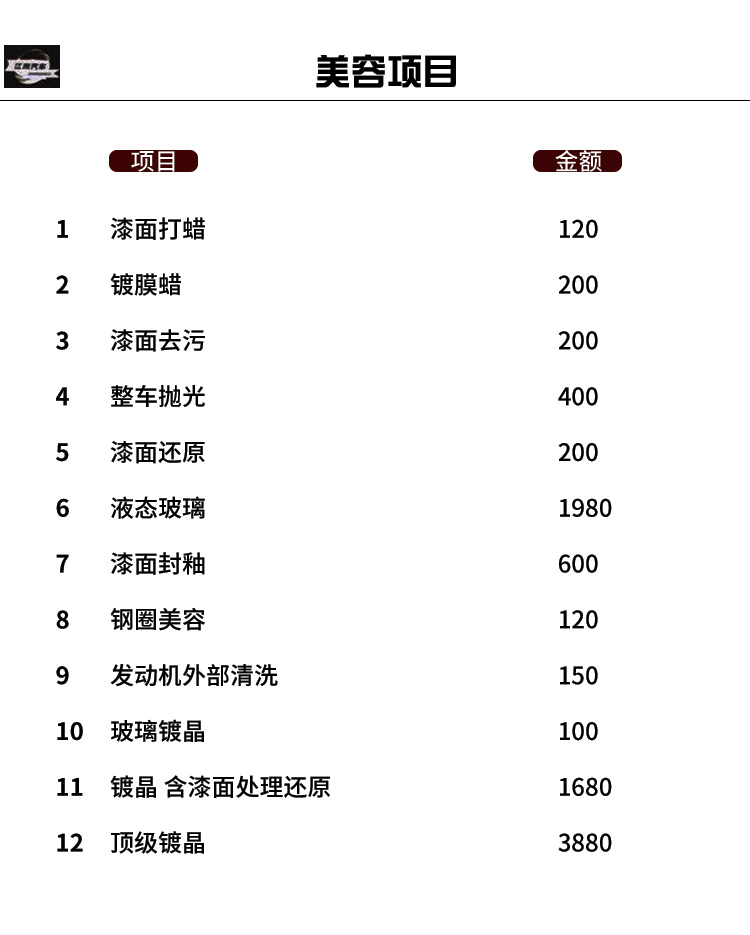 美容项目
项目 金额
1 漆面打蜡 120
2 镀膜蜡 200
3 漆面去污 200
4 整车抛光 400
5 漆面还原 200
6 液态玻璃 1980
7 漆面封釉 600
8 钢圈美容 120
9 发动机外部清洗 150
10 玻璃镀晶 100
11 镀晶 含漆面处理还原 1680
12 顶级镀晶 3880